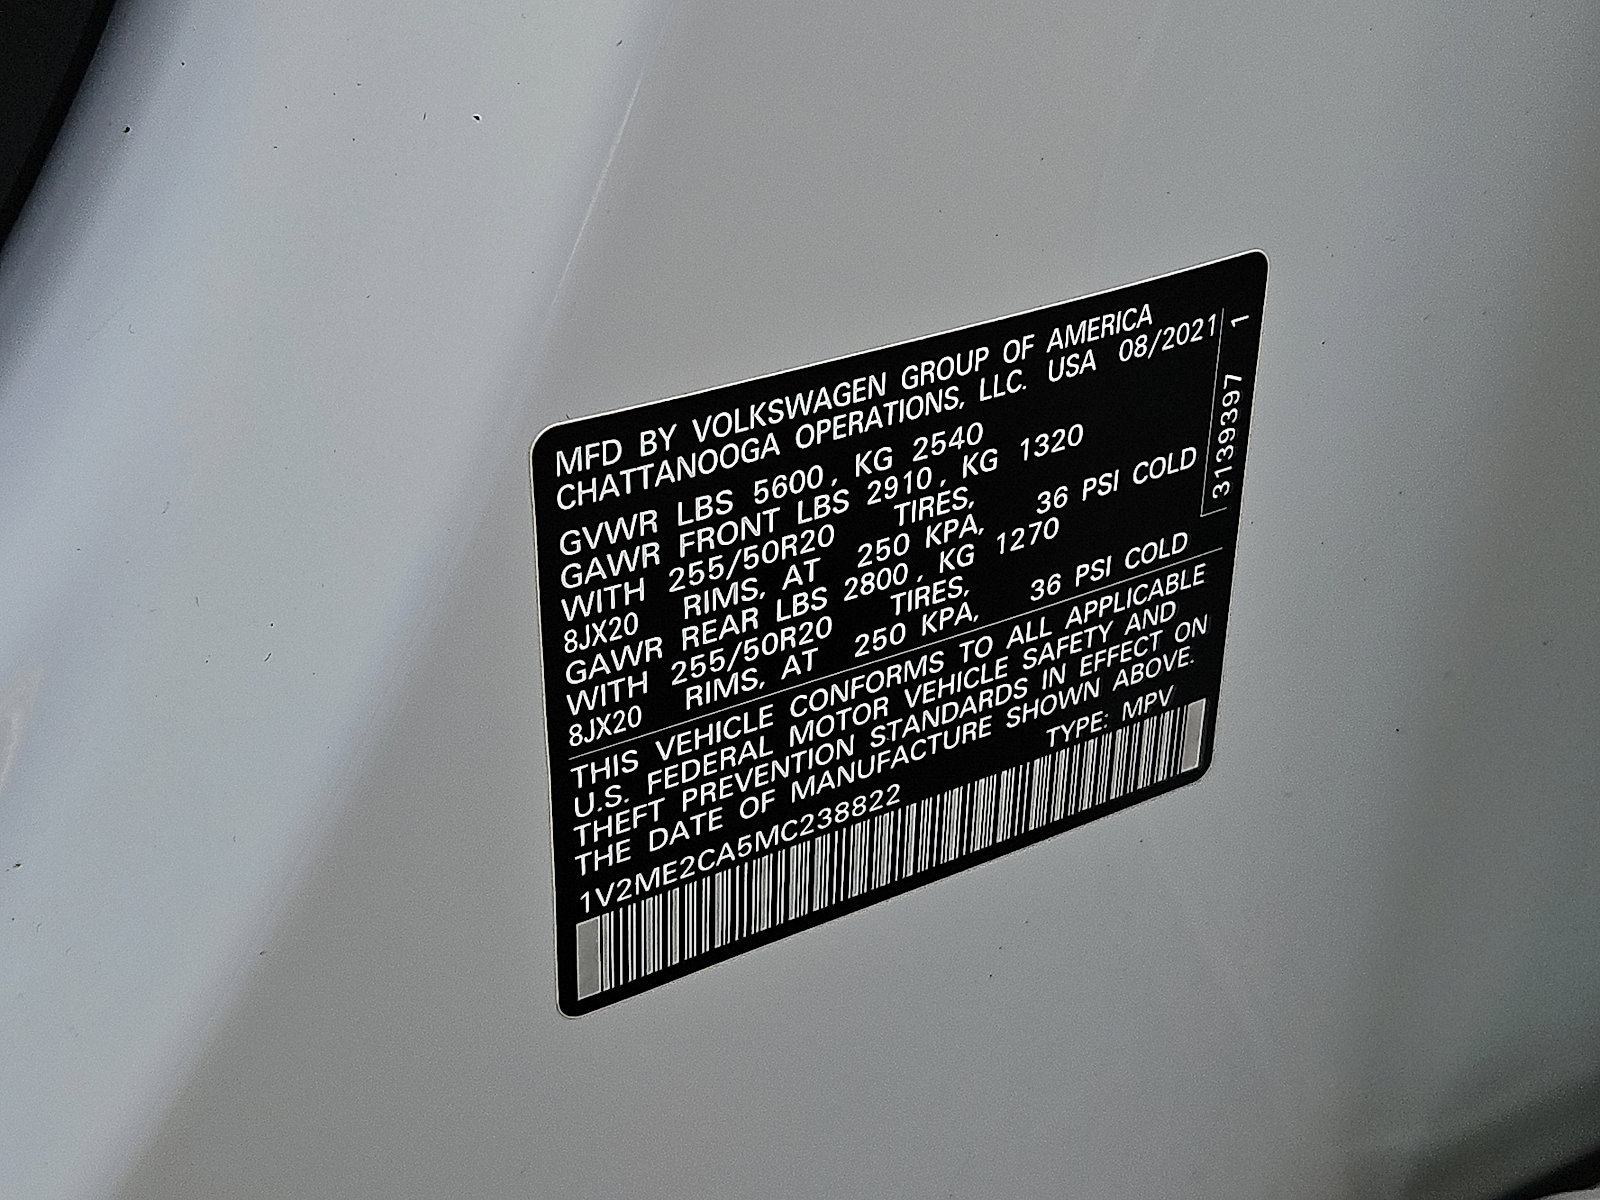 MFD BY VOLKSWAGEN GROUP OF AMERICA
CHATTANOOGA OPERATIONS, LLC. USA 08/2021
GVWR LBS 5600, KG 2540
GAWR FRONT LBS 2910, KG 1320
WITH 255/50R20 TIRES,
8JX20 RIMS, AT 250 KPA, 36 PSI COLD
GAWR REAR LBS 2800, KG 1270
WITH 255/50R20 TIRES,
8JX20 RIMS, AT 250 KPA, 36 PSI COLD
THIS VEHICLE CONFORMS TO ALL APPLICABLE
U.S. FEDERAL MOTOR VEHICLE SAFETY AND
THEFT PREVENTION STANDARDS IN EFFECT ON
THE DATE OF MANUFACTURE SHOWN ABOVE.
1V2ME2CA5MC238822 TYPE: MPV
3139397 1